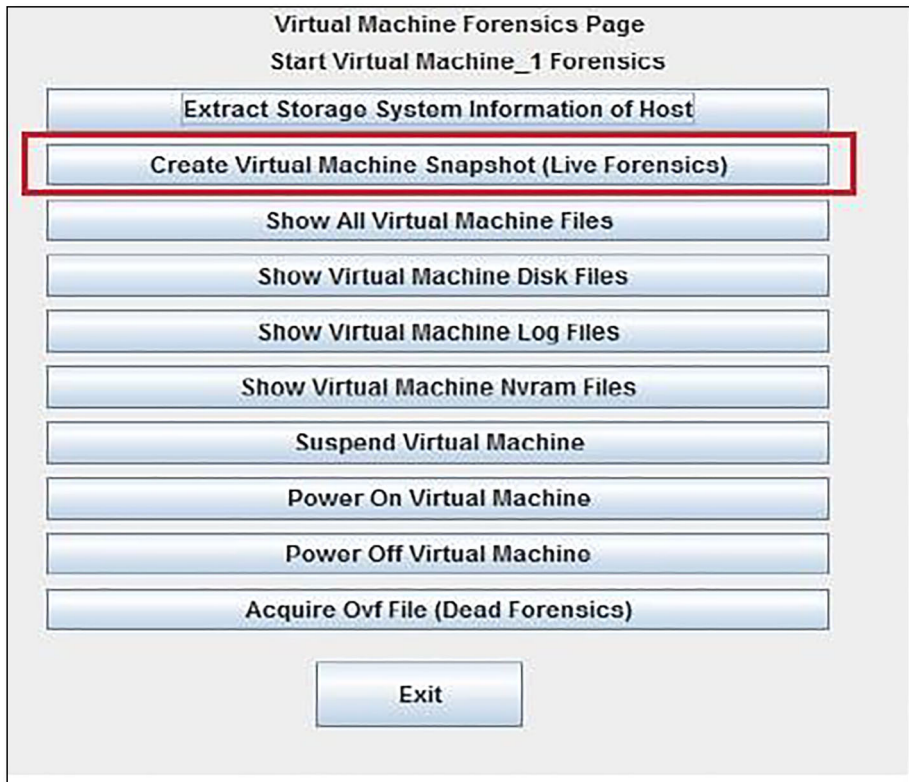 Virtual Machine Forensics Page
Start Virtual Machine_1 Forensics
Extract Storage System Information of Host
Create Virtual Machine Snapshot (Live Forensics)
Show All Virtual Machine Files
Show Virtual Machine Disk Files
Show Virtual Machine Log Files
Show Virtual Machine Nvram Files
Suspend Virtual Machine
Power On Virtual Machine
Power Off Virtual Machine
Acquire Ovf File (Dead Forensics)
Exit